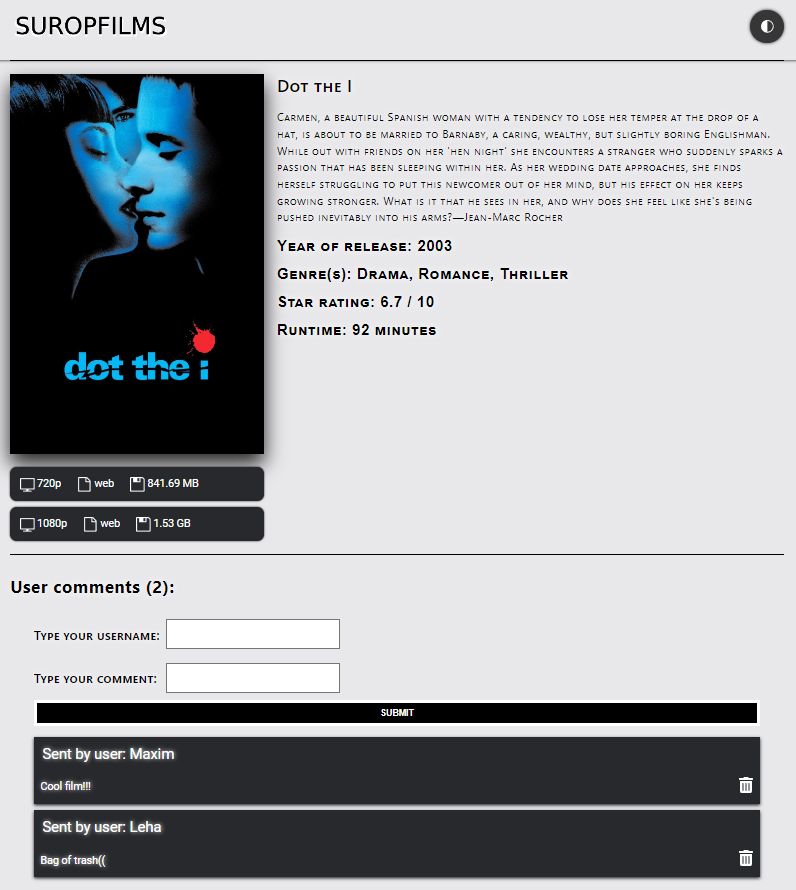 SUROPFILMS
Dot the I
Carmen, a beautiful Spanish woman with a tendency to lose her temper at the drop of a
hat, is about to be married to Barnaby, a caring, wealthy, but slightly boring Englishman.
While out with friends on her 'hen night' she encounters a stranger who suddenly sparks a
passion that has been sleeping within her. As her wedding date approaches, she finds
herself struggling to put this newcomer out of her mind, but his effect on her keeps
growing stronger. What is it that he sees in her, and why does she feel like she's being
pushed inevitably into his arms?—Jean-Marc Rocher
Year of release: 2003
Genre(s): Drama, Romance, Thriller
Star rating: 6.7 / 10
Runtime: 92 minutes
dot the i
720p web 841.69 MB
1080p web 1.53 GB
User comments (2):
Type your username:
Type your comment:
SUBMIT
Sent by user: Maxim
Cool film!!!
Sent by user: Leha
Bag of trash((